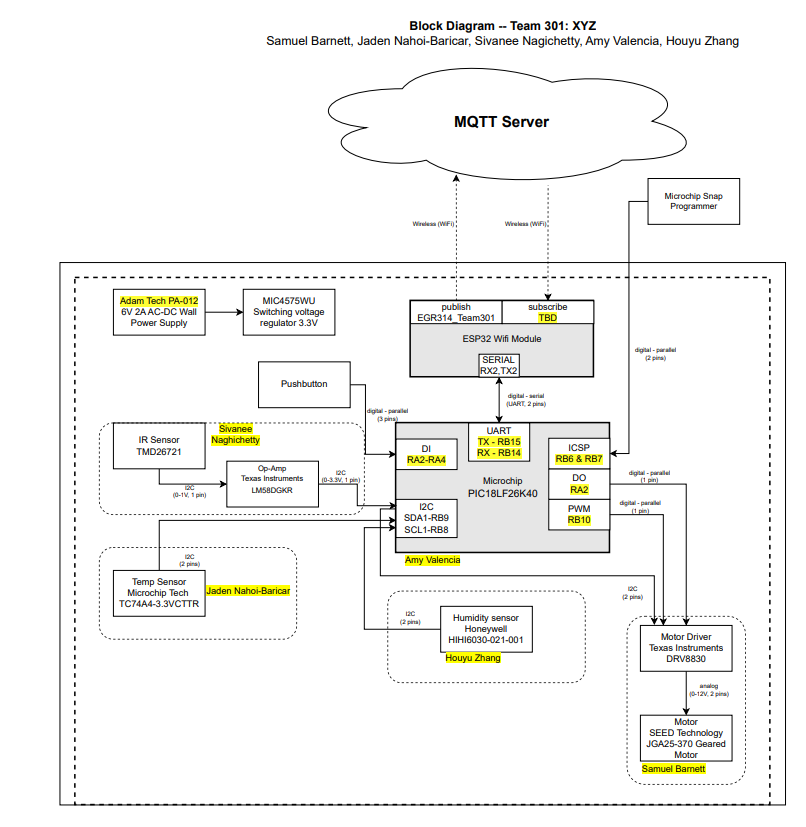 Block Diagram -- Team 301: XYZ
Samuel Barnett, Jaden Nahoi-Baricar, Sivanee Nagichetty, Amy Valencia, Houyu Zhang
MQTT Server
Microchip Snap
Programmer
Wireless (WiFi)
Wireless (WiFi)
Adam Tech PA-012
6V 2A AC-DC Wall
Power Supply
MIC4575WU
Switching voltage
regulator 3.3V
publish
EGR314_Team301
subscribe
TBD
ESP32 Wifi Module
SERIAL
RX2,TX2
digital - parallel
(2 pins)
Pushbutton
digital - serial
(UART, 2 pins)
digital - parallel
(3 pins)
Sivanee
Naghichetty
IR Sensor
TMD26721
I2C
(0-1V, 1 pin)
Op-Amp
Texas Instruments
LM58DGKR
I2C
(0-3.3V, 1 pin)
UART
TX - RB15
RX - RB14
DI
RA2-RA4
ICSP
RB6 & RB7
Microchip
PIC18LF26K40
DO
RA2
PWM
RB10
I2C
SDA1-RB9
SCL1-RB8
digital - parallel
(1 pin)
digital - parallel
(1 pin)
Amy Valencia
I2C
(2 pins)
Temp Sensor
Microchip Tech
TC74A4-3.3VCTTR
Jaden Nahoi-Baricar
I2C
(2 pins)
Humidity sensor
Honeywell
HIHI6030-021-001
Houyu Zhang
I2C
(2 pins)
Motor Driver
Texas Instruments
DRV8830
analog
(0-12V, 2 pins)
Motor
SEED Technology
JGA25-370 Geared
Motor
Samuel Barnett